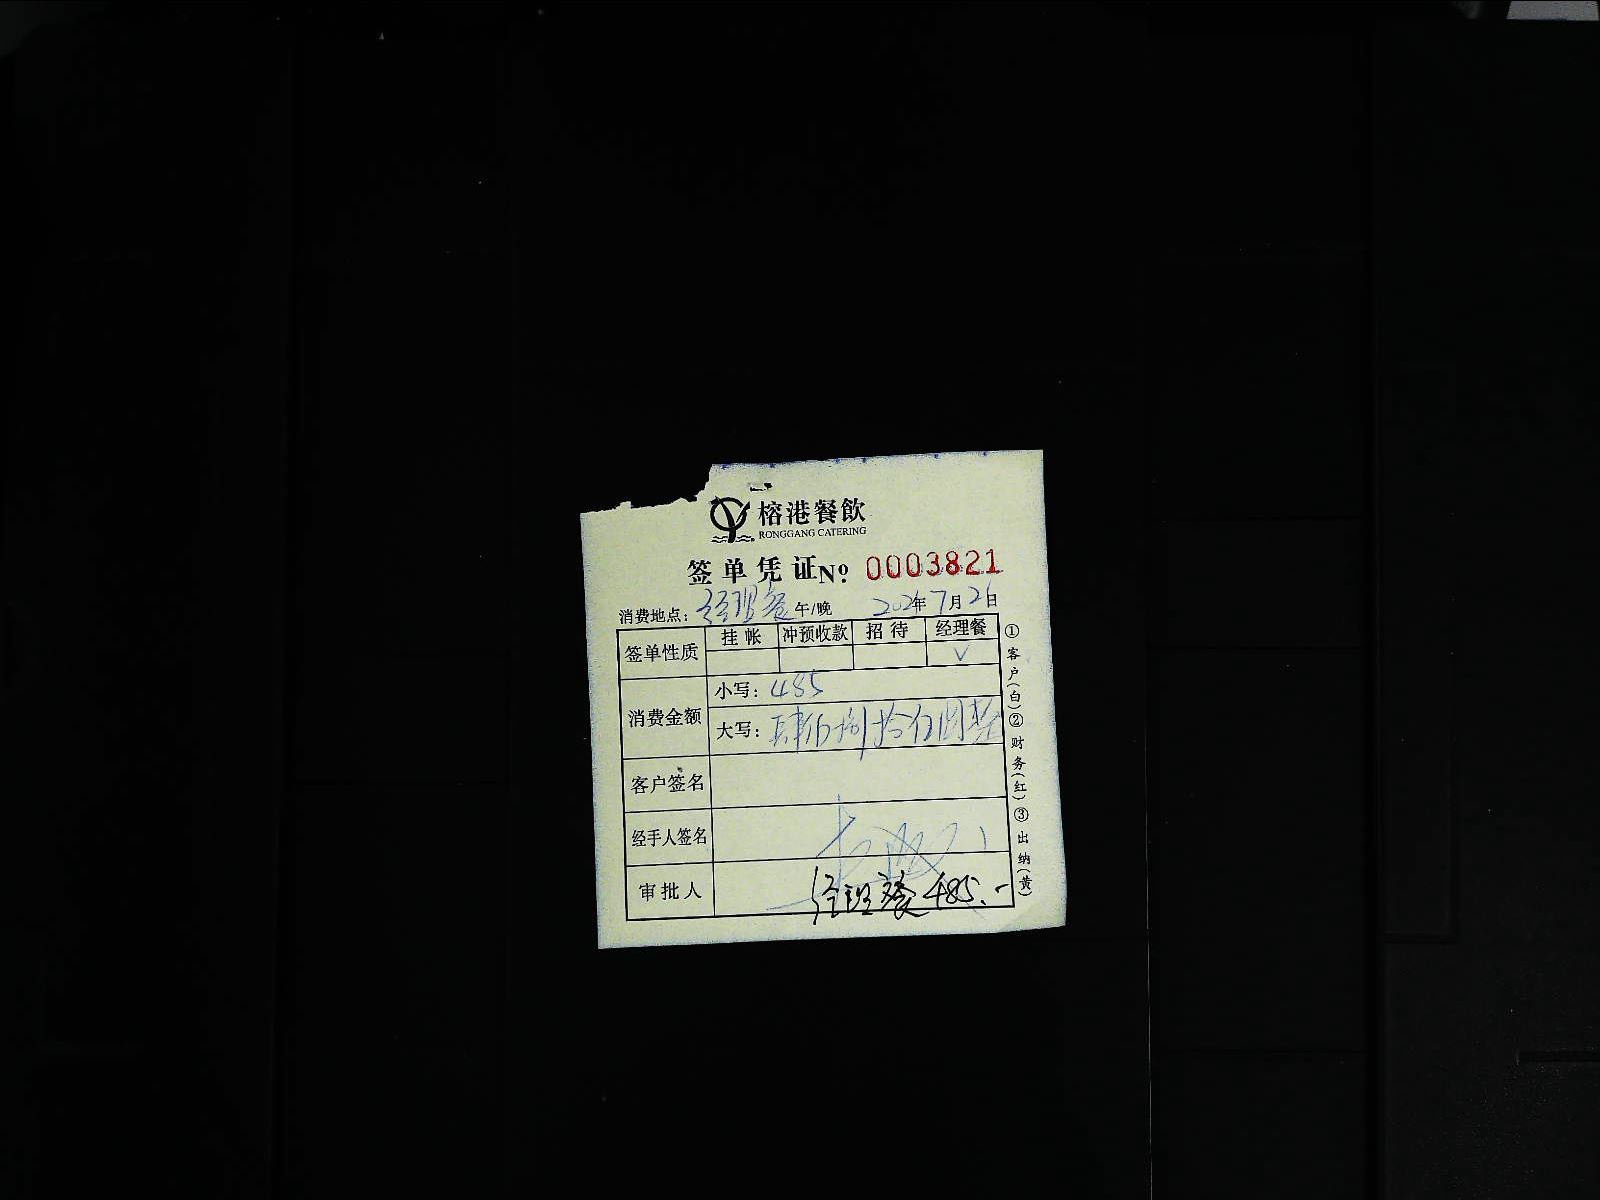 榕港餐飲
RONGGANG CATERING
签单凭证 No. 0003821
消费地点：经理餐 午/晚 2026年7月26日
签单性质 挂帐 冲预收款 招待 经理餐
√
消费金额 小写：485
大写：肆佰捌拾伍圆整
客户签名
经手人签名
审批人 经理餐 485.-
①客户(白)②财务(红)③出纳(黄)